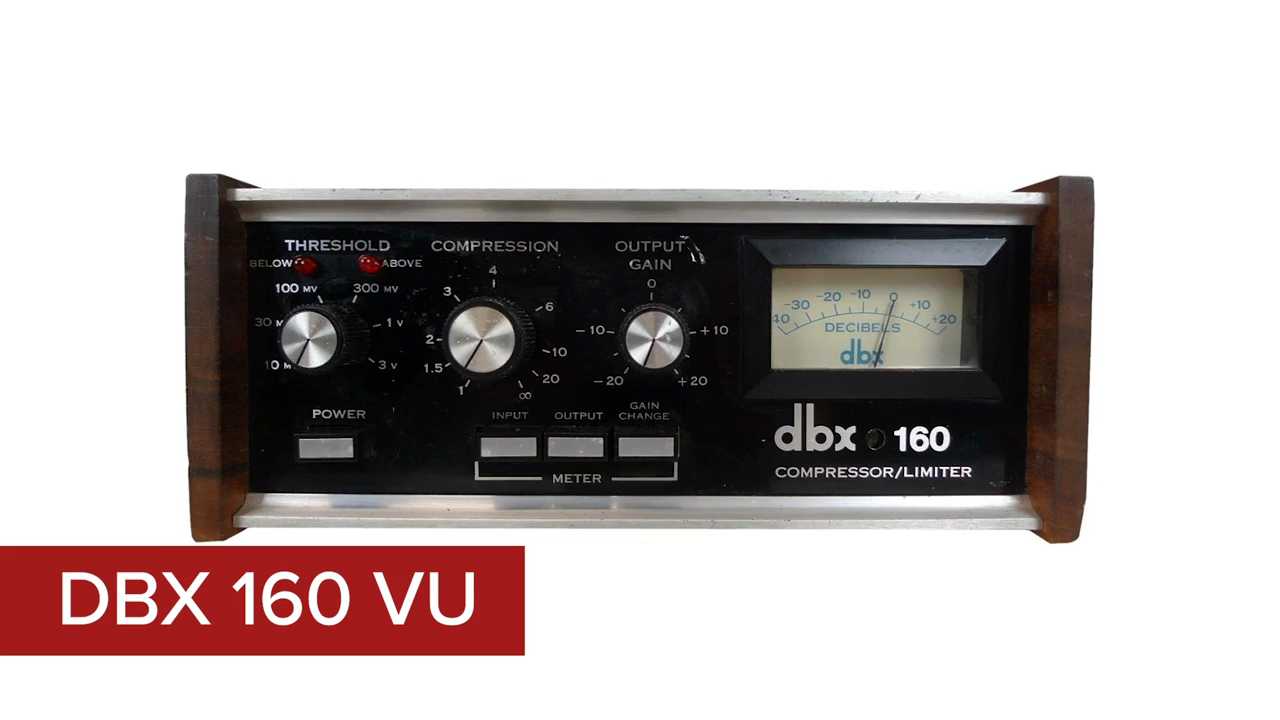 THRESHOLD
BELOW ABOVE
100 MV 300 MV
30 M 1 V
10 M 3 V
COMPRESSION
4
3 6
2 10
1.5 20
1 ∞
OUTPUT
GAIN
0
-10 +10
-20 +20
-30 -20 -10 0 +10
40 +20
DECIBELS
dbx
POWER
INPUT OUTPUT GAIN
CHANGE
METER
dbx 160
COMPRESSOR/LIMITER
DBX 160 VU